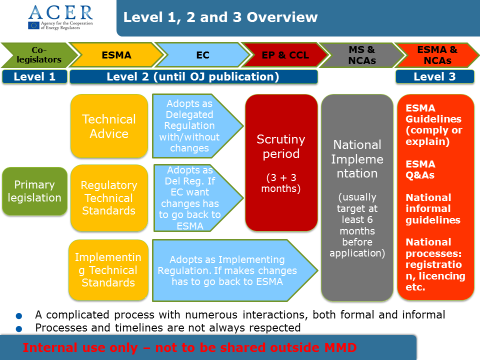 ACER
Agency for the Cooperation
of Energy Regulators
Level 1, 2 and 3 Overview
Co-
legislators
ESMA
EC
EP & CCL
MS &
NCAs
ESMA &
NCAs
Level 1
Level 2 (until OJ publication)
Level 3
Primary
legislation
Technical
Advice
Adopts as
Delegated
Regulation
with/without
changes
Regulatory
Technical
Standards
Adopts as
Del Reg. If
EC want
changes has
to go back to
ESMA
Implementin
g Technical
Standards
Adopts as Implementing
Regulation. If makes changes
has to go back to ESMA
Scrutiny
period
(3 + 3
months)
National
Impleme
ntation
(usually
target at
least 6
months
before
application)
ESMA
Guidelines
(comply or
explain)
ESMA
Q&As
National
informal
guidelines
National
processes:
registratio
n, licencing
etc.
● A complicated process with numerous interactions, both formal and informal
● Processes and timelines are not always respected
Internal use only – not to be shared outside MMD